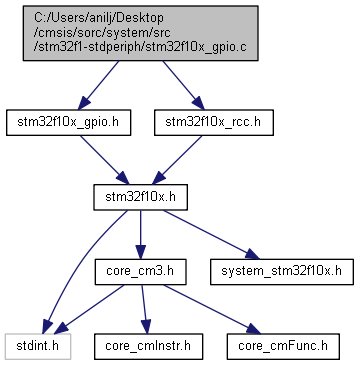 C:/Users/anilj/Desktop
/cmsis/sorc/system/src
/stm32f1-stdperiph/stm32f10x_gpio.c
stm32f10x_gpio.h
stm32f10x_rcc.h
stm32f10x.h
core_cm3.h
system_stm32f10x.h
stdint.h
core_cmInstr.h
core_cmFunc.h